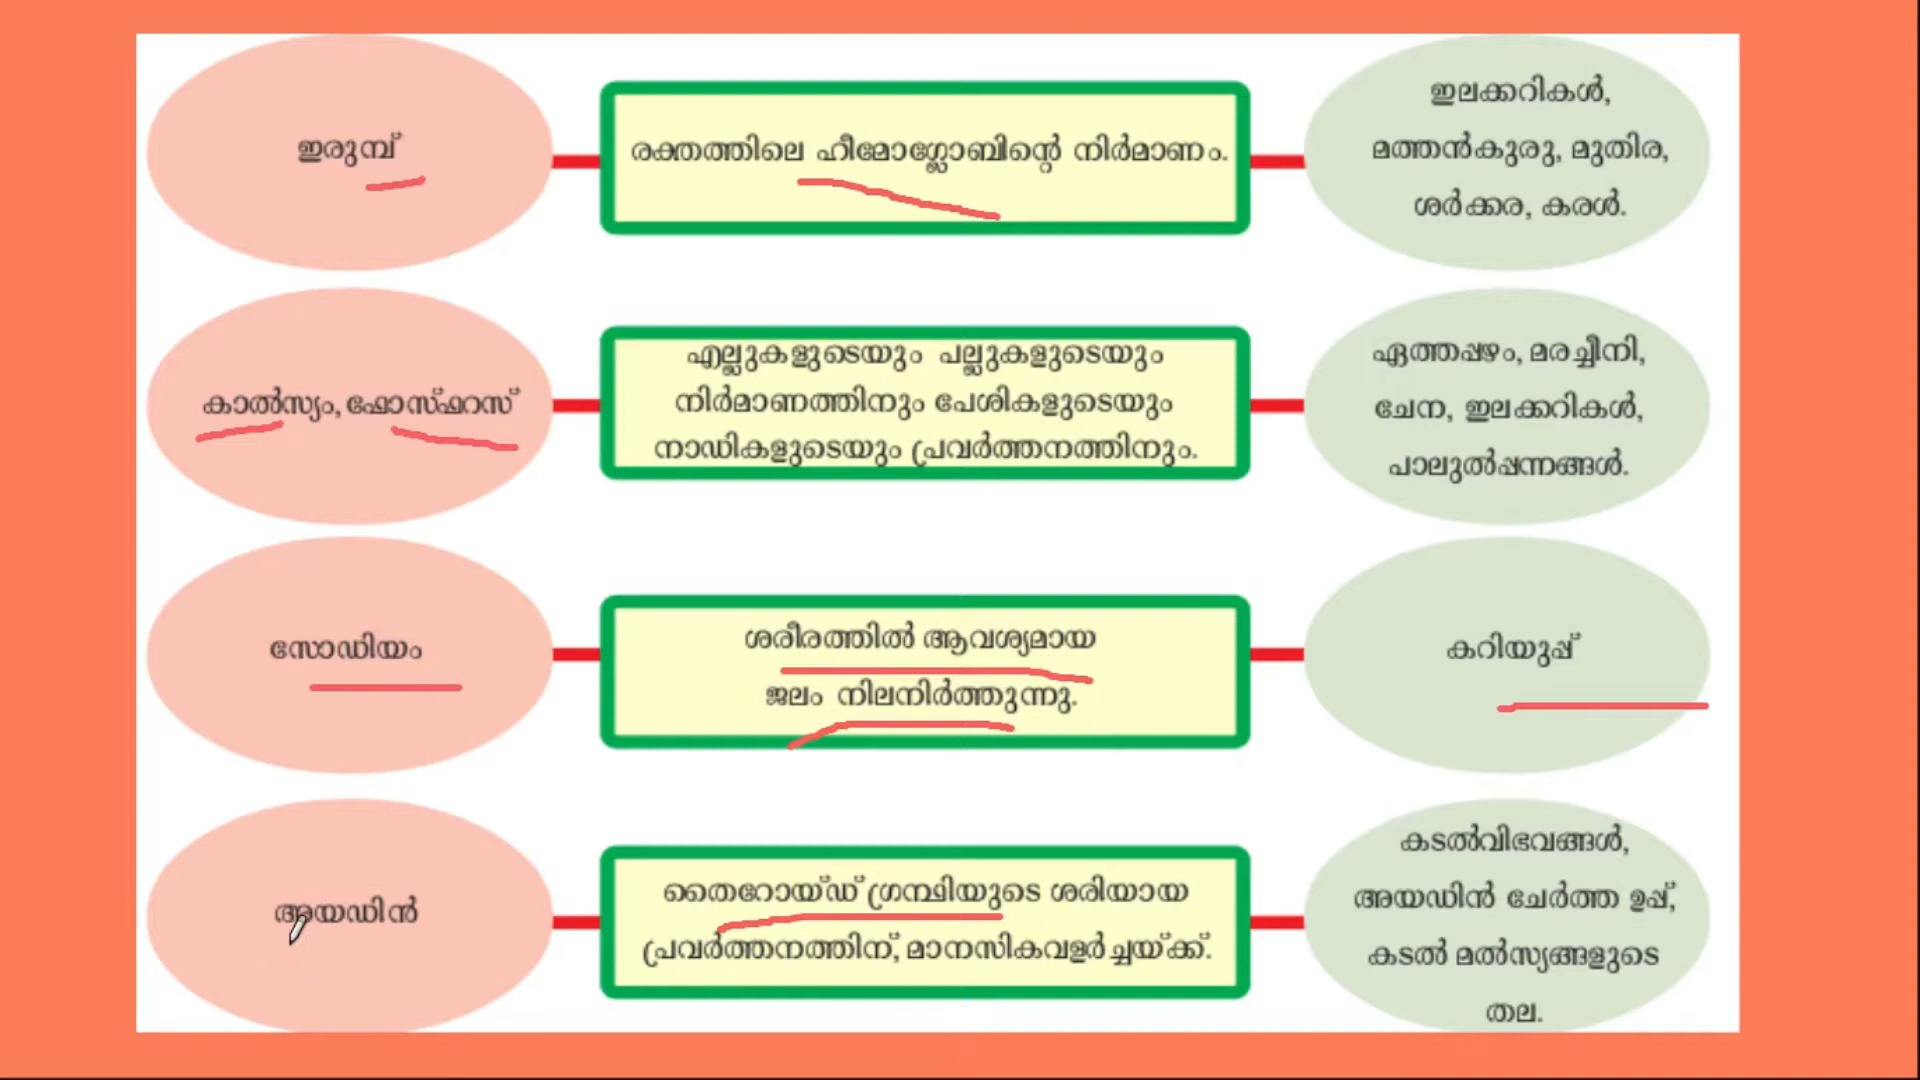 ഇരുമ്പ്
രക്തത്തിലെ ഹീമോഗ്ലോബിന്റെ നിർമാണം.
ഇലക്കറികൾ,
മത്തൻകുരു, മുതിര,
ശർക്കര, കരൾ.
കാൽസ്യം, ഫോസ്ഫറസ്
എല്ലുകളുടെയും പല്ലുകളുടെയും
നിർമാണത്തിനും പേശികളുടെയും
നാഡികളുടെയും പ്രവർത്തനത്തിനും.
ഏത്തപ്പഴം, മരച്ചീനി,
ചേന, ഇലക്കറികൾ,
പാലുൽപ്പന്നങ്ങൾ.
സോഡിയം
ശരീരത്തിൽ ആവശ്യമായ
ജലം നിലനിർത്തുന്നു.
കറിയുപ്പ്
അയഡിൻ
തൈറോയ്ഡ് ഗ്രന്ഥിയുടെ ശരിയായ
പ്രവർത്തനത്തിന്, മാനസികവളർച്ചയ്ക്ക്.
കടൽവിഭവങ്ങൾ,
അയഡിൻ ചേർത്ത ഉപ്പ്,
കടൽ മൽസ്യങ്ങളുടെ
തല.